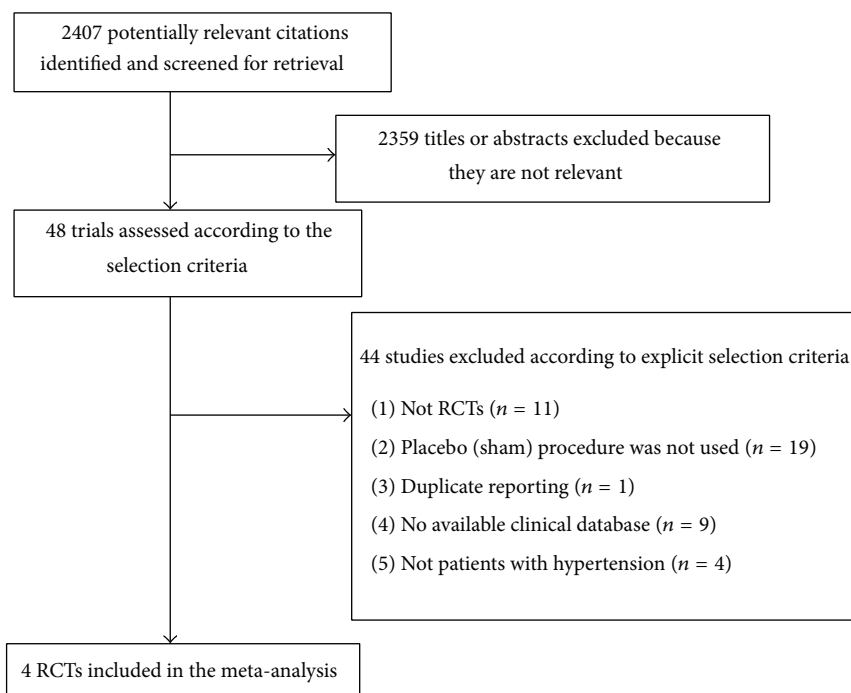 2407 potentially relevant citations
identified and screened for retrieval
2359 titles or abstracts excluded because
they are not relevant
48 trials assessed according to the
selection criteria
44 studies excluded according to explicit selection criteria
(1) Not RCTs (n = 11)
(2) Placebo (sham) procedure was not used (n = 19)
(3) Duplicate reporting (n = 1)
(4) No available clinical database (n = 9)
(5) Not patients with hypertension (n = 4)
4 RCTs included in the meta-analysis